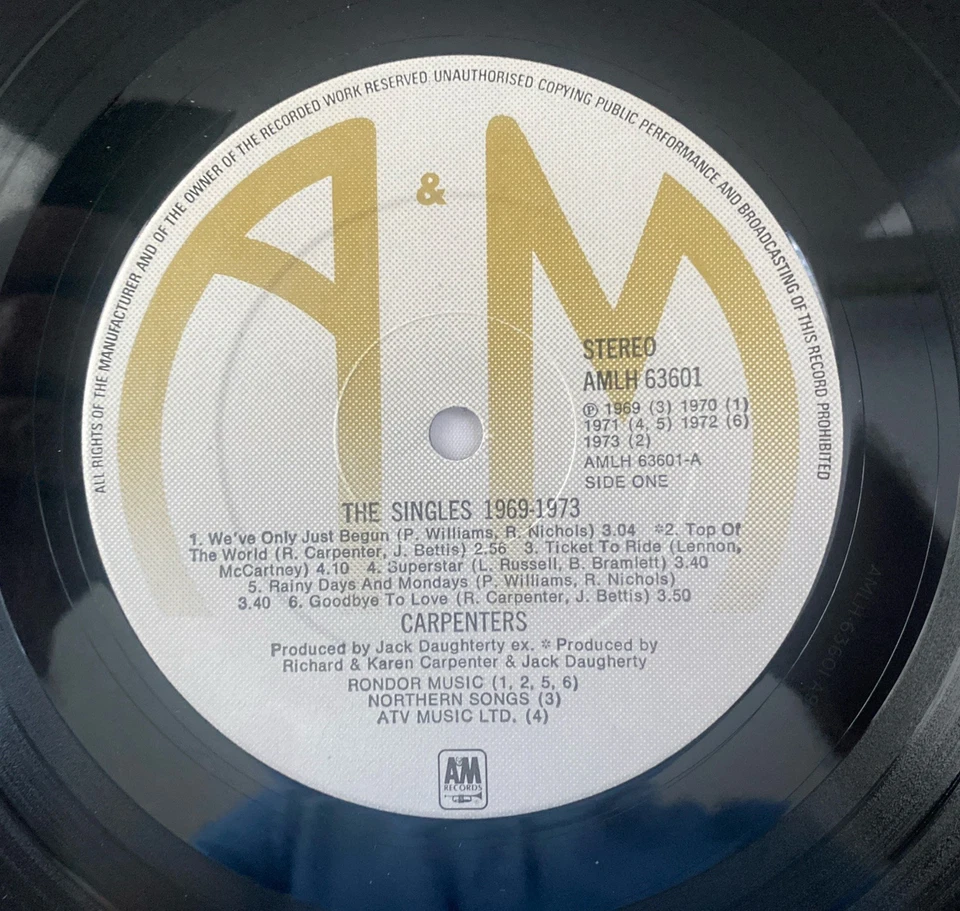 ALL RIGHTS OF THE MANUFACTURER AND OF THE OWNER OF THE RECORDED WORK RESERVED UNAUTHORISED COPYING PUBLIC PERFORMANCE AND BROADCASTING OF THIS RECORD PROHIBITED
A & M
STEREO
AMLH 63601
℗ 1969 (3) 1970 (1)
1971 (4, 5) 1972 (6)
1973 (2)
AMLH 63601-A
SIDE ONE
THE SINGLES 1969-1973
1. We've Only Just Begun (P. Williams, R. Nichols) 3.04 *2. Top Of
The World (R. Carpenter, J. Bettis) 2.56 3. Ticket To Ride (Lennon,
McCartney) 4.10 4. Superstar (L. Russell, B. Bramlett) 3.40
5. Rainy Days And Mondays (P. Williams, R. Nichols)
3.40 6. Goodbye To Love (R. Carpenter, J. Bettis) 3.50
CARPENTERS
Produced by Jack Daughterty ex. * Produced by
Richard & Karen Carpenter & Jack Daugherty
RONDOR MUSIC (1, 2, 5, 6)
NORTHERN SONGS (3)
ATV MUSIC LTD. (4)
A&M
RECORDS